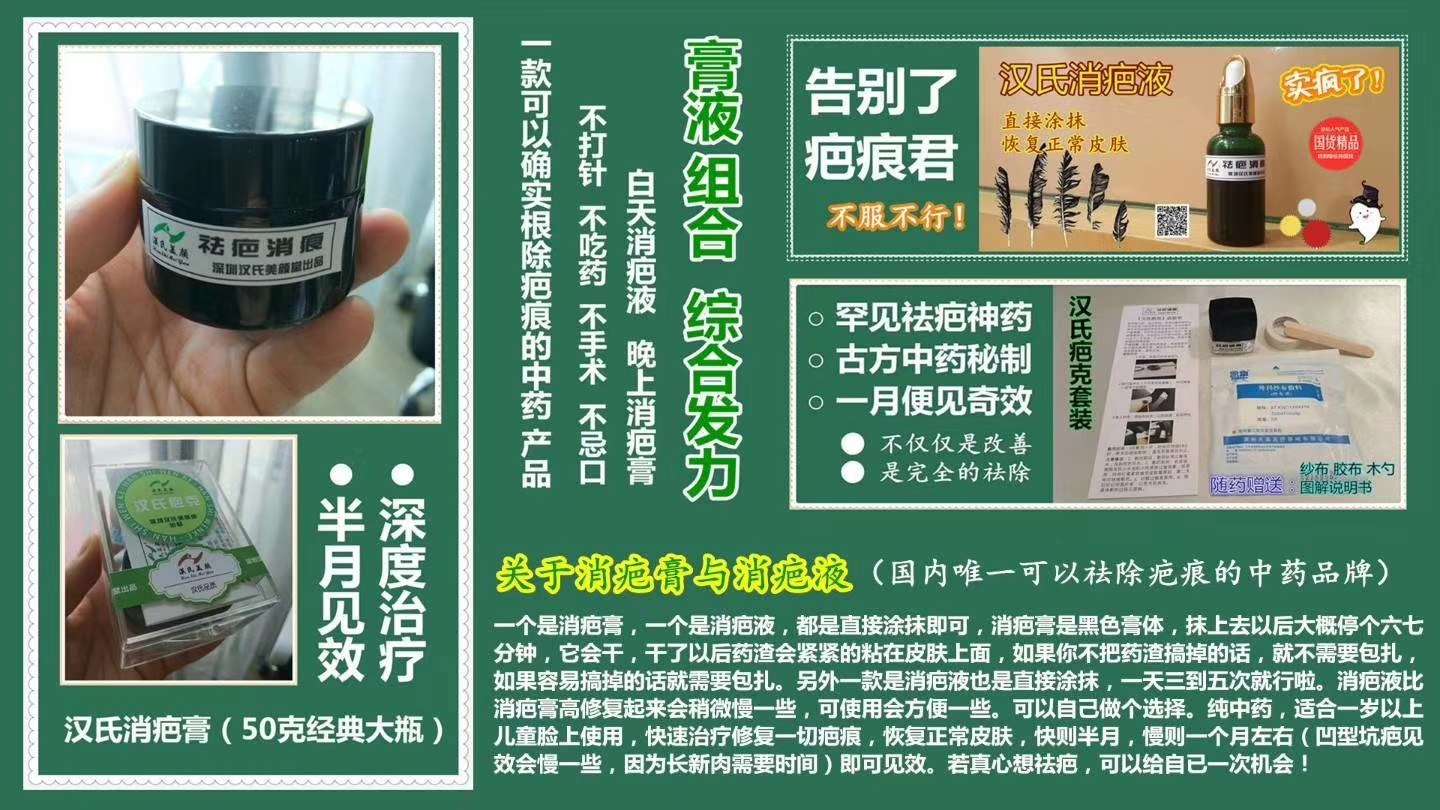 祛疤消痕
深圳汉氏美颜堂出品
汉氏美颜
汉氏疤克
汉氏美颜
深度治疗
半月见效
汉氏消疤膏（50克经典大瓶）
膏液组合 综合发力
白天消疤液 晚上消疤膏
不打针 不吃药 不手术 不忌口
一款可以确实根除疤痕的中药产品
告别了
疤痕君
不服不行！
汉氏消疤液
直接涂抹
恢复正常皮肤
卖疯了！
国货精品
祛疤消痕
○ 罕见祛疤神药
○ 古方中药秘制
○ 一月便见奇效
● 不仅仅是改善
● 是完全的祛除
汉氏疤克套装
随药赠送：
纱布 胶布 木勺
图解说明书
关于消疤膏与消疤液（国内唯一可以祛除疤痕的中药品牌）
一个是消疤膏，一个是消疤液，都是直接涂抹即可，消疤膏是黑色膏体，抹上去以后大概停个六七
分钟，它会干，干了以后药渣会紧紧的粘在皮肤上面，如果你不把药渣搞掉的话，就不需要包扎，
如果容易搞掉的话就需要包扎。另外一款是消疤液也是直接涂抹，一天三到五次就行啦。消疤液比
消疤膏高修复起来会稍微慢一些，可使用会方便一些。可以自己做个选择。纯中药，适合一岁以上
儿童脸上使用，快速治疗修复一切疤痕，恢复正常皮肤，快则半月，慢则一个月左右（凹型坑疤见
效会慢一些，因为长新肉需要时间）即可见效。若真心想祛疤，可以给自已一次机会！